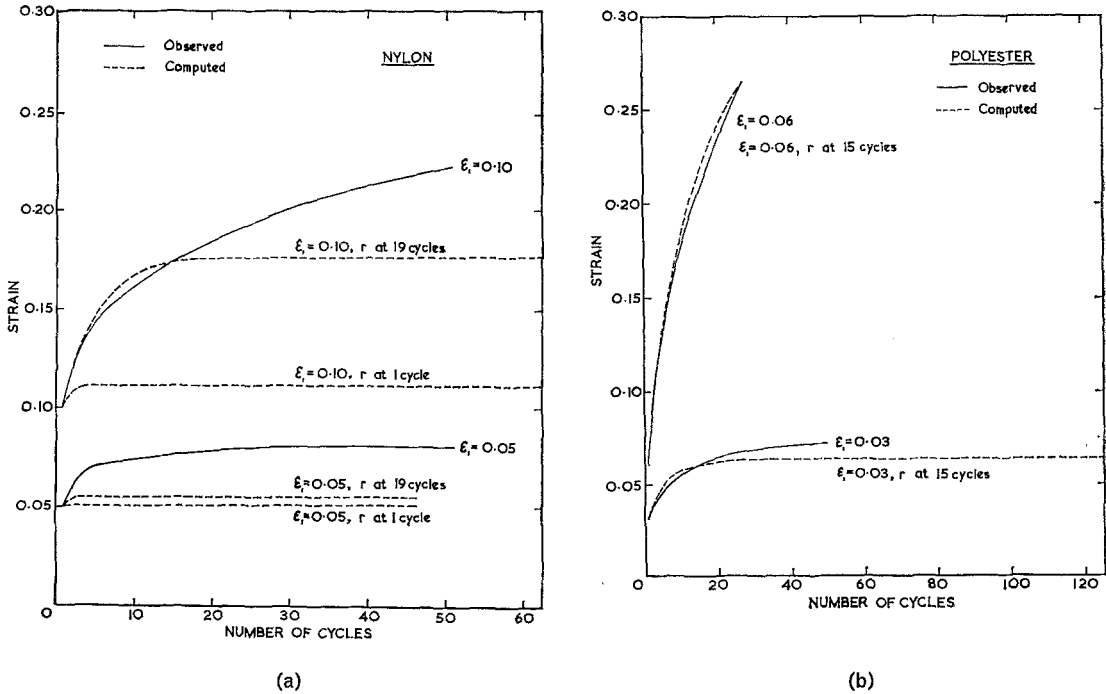 0.30
Observed
Computed
NYLON
0.25
0.20
STRAIN
0.15
0.10
0.05
0
10
20
30
40
50
60
NUMBER OF CYCLES
ε₁=0.10
ε₁=0.10, r at 19 cycles
ε₁=0.10, r at 1 cycle
ε₁=0.05
ε₁=0.05, r at 19 cycles
ε₁=0.05, r at 1 cycle
(a)
0.30
POLYESTER
Observed
Computed
0.25
0.20
STRAIN
0.15
0.10
0.05
0
20
40
60
80
100
120
NUMBER OF CYCLES
ε₁=0.06
ε₁=0.06, r at 15 cycles
ε₁=0.03
ε₁=0.03, r at 15 cycles
(b)